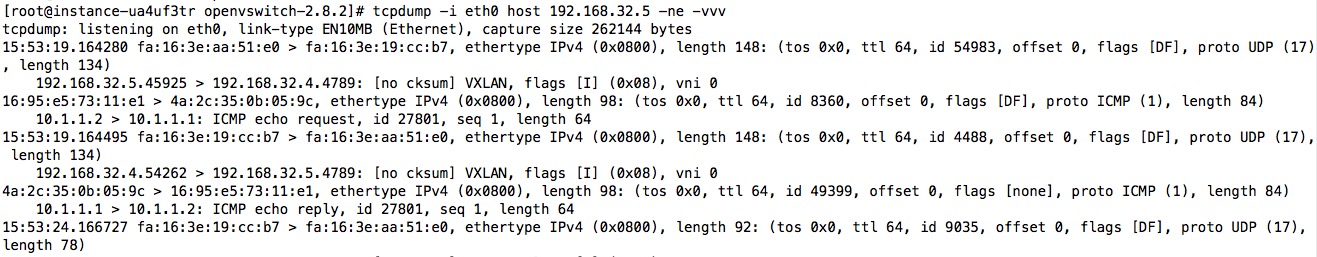 [root@instance-ua4uf3tr openvswitch-2.8.2]# tcpdump -i eth0 host 192.168.32.5 -ne -vvv
tcpdump: listening on eth0, link-type EN10MB (Ethernet), capture size 262144 bytes
15:53:19.164280 fa:16:3e:aa:51:e0 > fa:16:3e:19:cc:b7, ethertype IPv4 (0x0800), length 148: (tos 0x0, ttl 64, id 54983, offset 0, flags [DF], proto UDP (17)
, length 134)
    192.168.32.5.45925 > 192.168.32.4.4789: [no cksum] VXLAN, flags [I] (0x08), vni 0
16:95:e5:73:11:e1 > 4a:2c:35:0b:05:9c, ethertype IPv4 (0x0800), length 98: (tos 0x0, ttl 64, id 8360, offset 0, flags [DF], proto ICMP (1), length 84)
    10.1.1.2 > 10.1.1.1: ICMP echo request, id 27801, seq 1, length 64
15:53:19.164495 fa:16:3e:19:cc:b7 > fa:16:3e:aa:51:e0, ethertype IPv4 (0x0800), length 148: (tos 0x0, ttl 64, id 4488, offset 0, flags [DF], proto UDP (17),
 length 134)
    192.168.32.4.54262 > 192.168.32.5.4789: [no cksum] VXLAN, flags [I] (0x08), vni 0
4a:2c:35:0b:05:9c > 16:95:e5:73:11:e1, ethertype IPv4 (0x0800), length 98: (tos 0x0, ttl 64, id 49399, offset 0, flags [none], proto ICMP (1), length 84)
    10.1.1.1 > 10.1.1.2: ICMP echo reply, id 27801, seq 1, length 64
15:53:24.166727 fa:16:3e:19:cc:b7 > fa:16:3e:aa:51:e0, ethertype IPv4 (0x0800), length 92: (tos 0x0, ttl 64, id 9035, offset 0, flags [DF], proto UDP (17),
length 78)